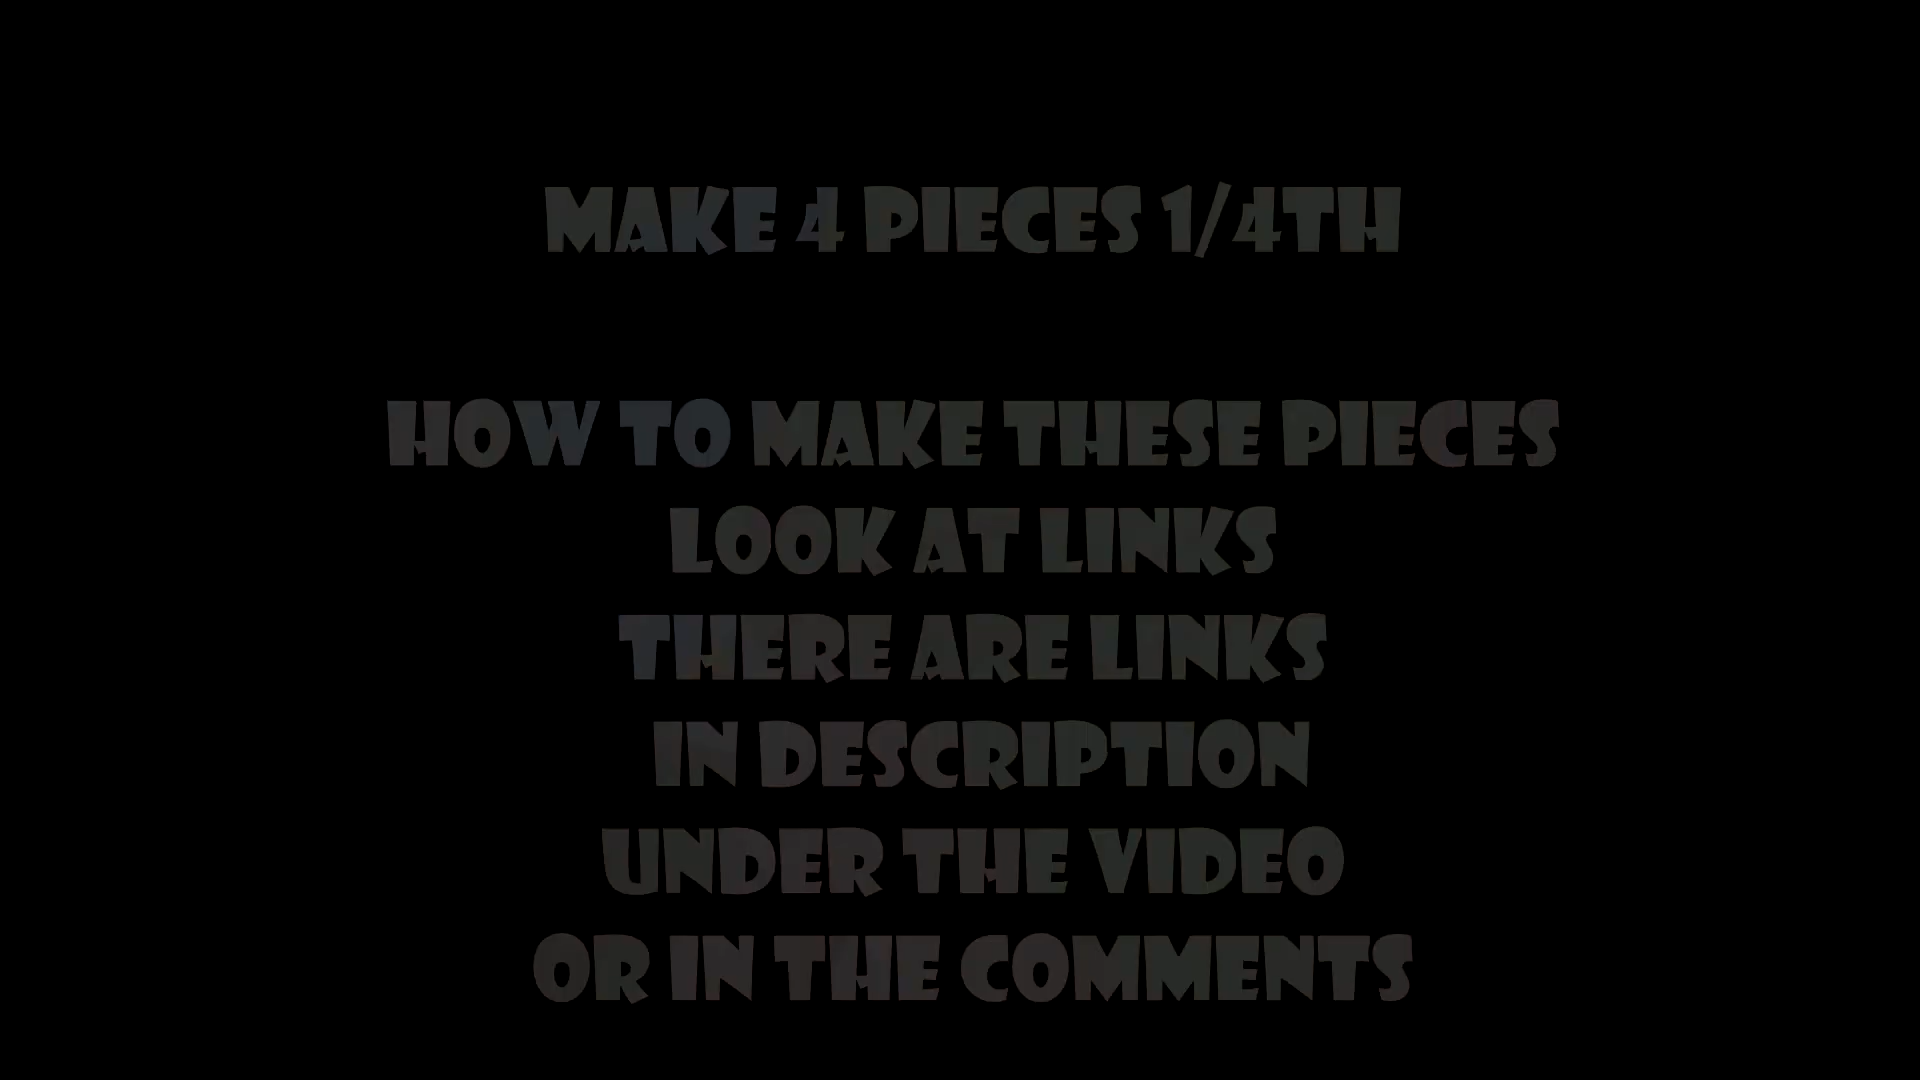 MAKE 4 PIECES 1/4TH
HOW TO MAKE THESE PIECES
LOOK AT LINKS
THERE ARE LINKS
IN DESCRIPTION
UNDER THE VIDEO
OR IN THE COMMENTS